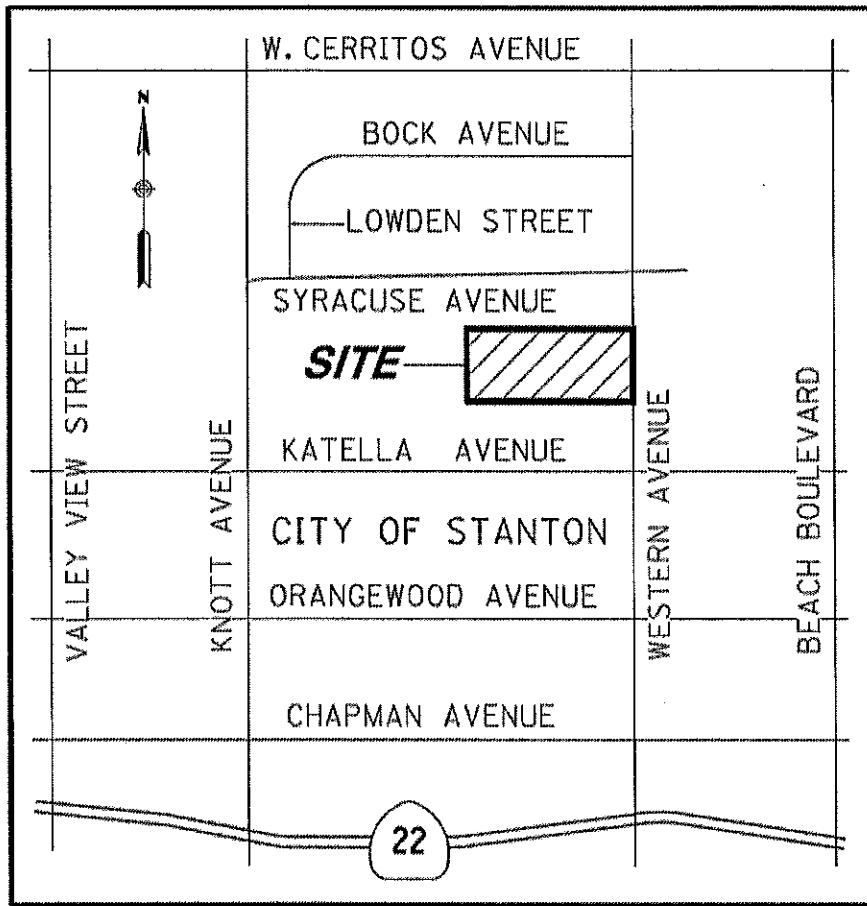 W. CERRITOS AVENUE
N
BOCK AVENUE
LOWDEN STREET
SYRACUSE AVENUE
SITE
VALLEY VIEW STREET
KNOTT AVENUE
KATELLA AVENUE
WESTERN AVENUE
BEACH BOULEVARD
CITY OF STANTON
ORANGEWOOD AVENUE
CHAPMAN AVENUE
22